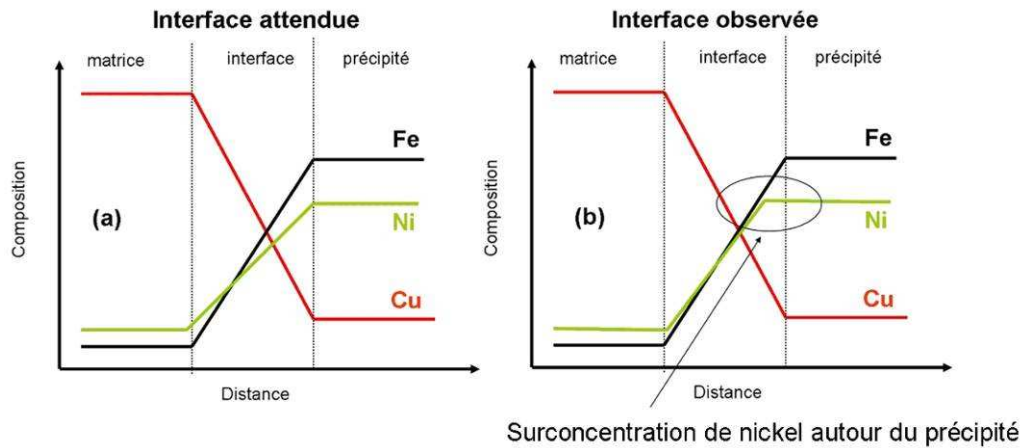 Interface attendue
matrice interface précipité
Fe
(a)
Ni
Cu
Composition
Distance
Interface observée
matrice interface précipité
Fe
(b)
Ni
Cu
Composition
Distance
Surconcentration de nickel autour du précipité